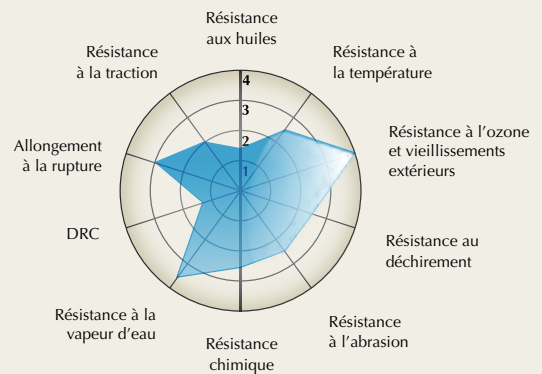 Résistance
aux huiles
Résistance à
la température
Résistance à l'ozone
et vieillissements
extérieurs
Résistance au
déchirement
Résistance
à l'abrasion
Résistance
chimique
Résistance à la
vapeur d'eau
DRC
Allongement
à la rupture
Résistance
à la traction
4
3
2
1